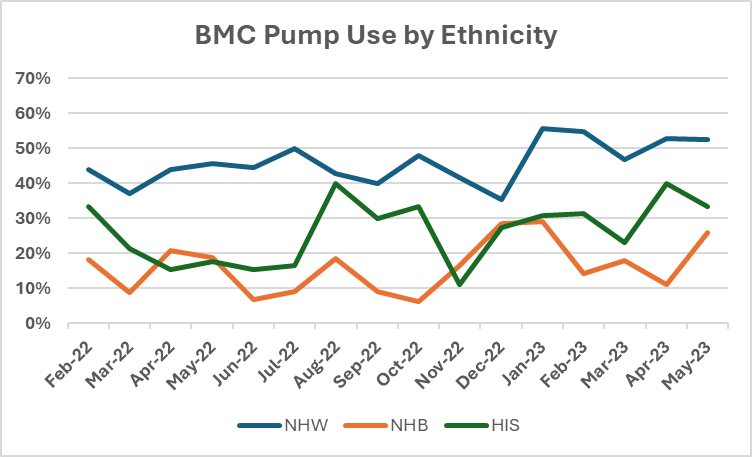 BMC Pump Use by Ethnicity
70%
60%
50%
40%
30%
20%
10%
0%
Feb-22 Mar-22 Apr-22 May-22 Jun-22 Jul-22 Aug-22 Sep-22 Oct-22 Nov-22 Dec-22 Jan-23 Feb-23 Mar-23 Apr-23 May-23
NHW NHB HIS